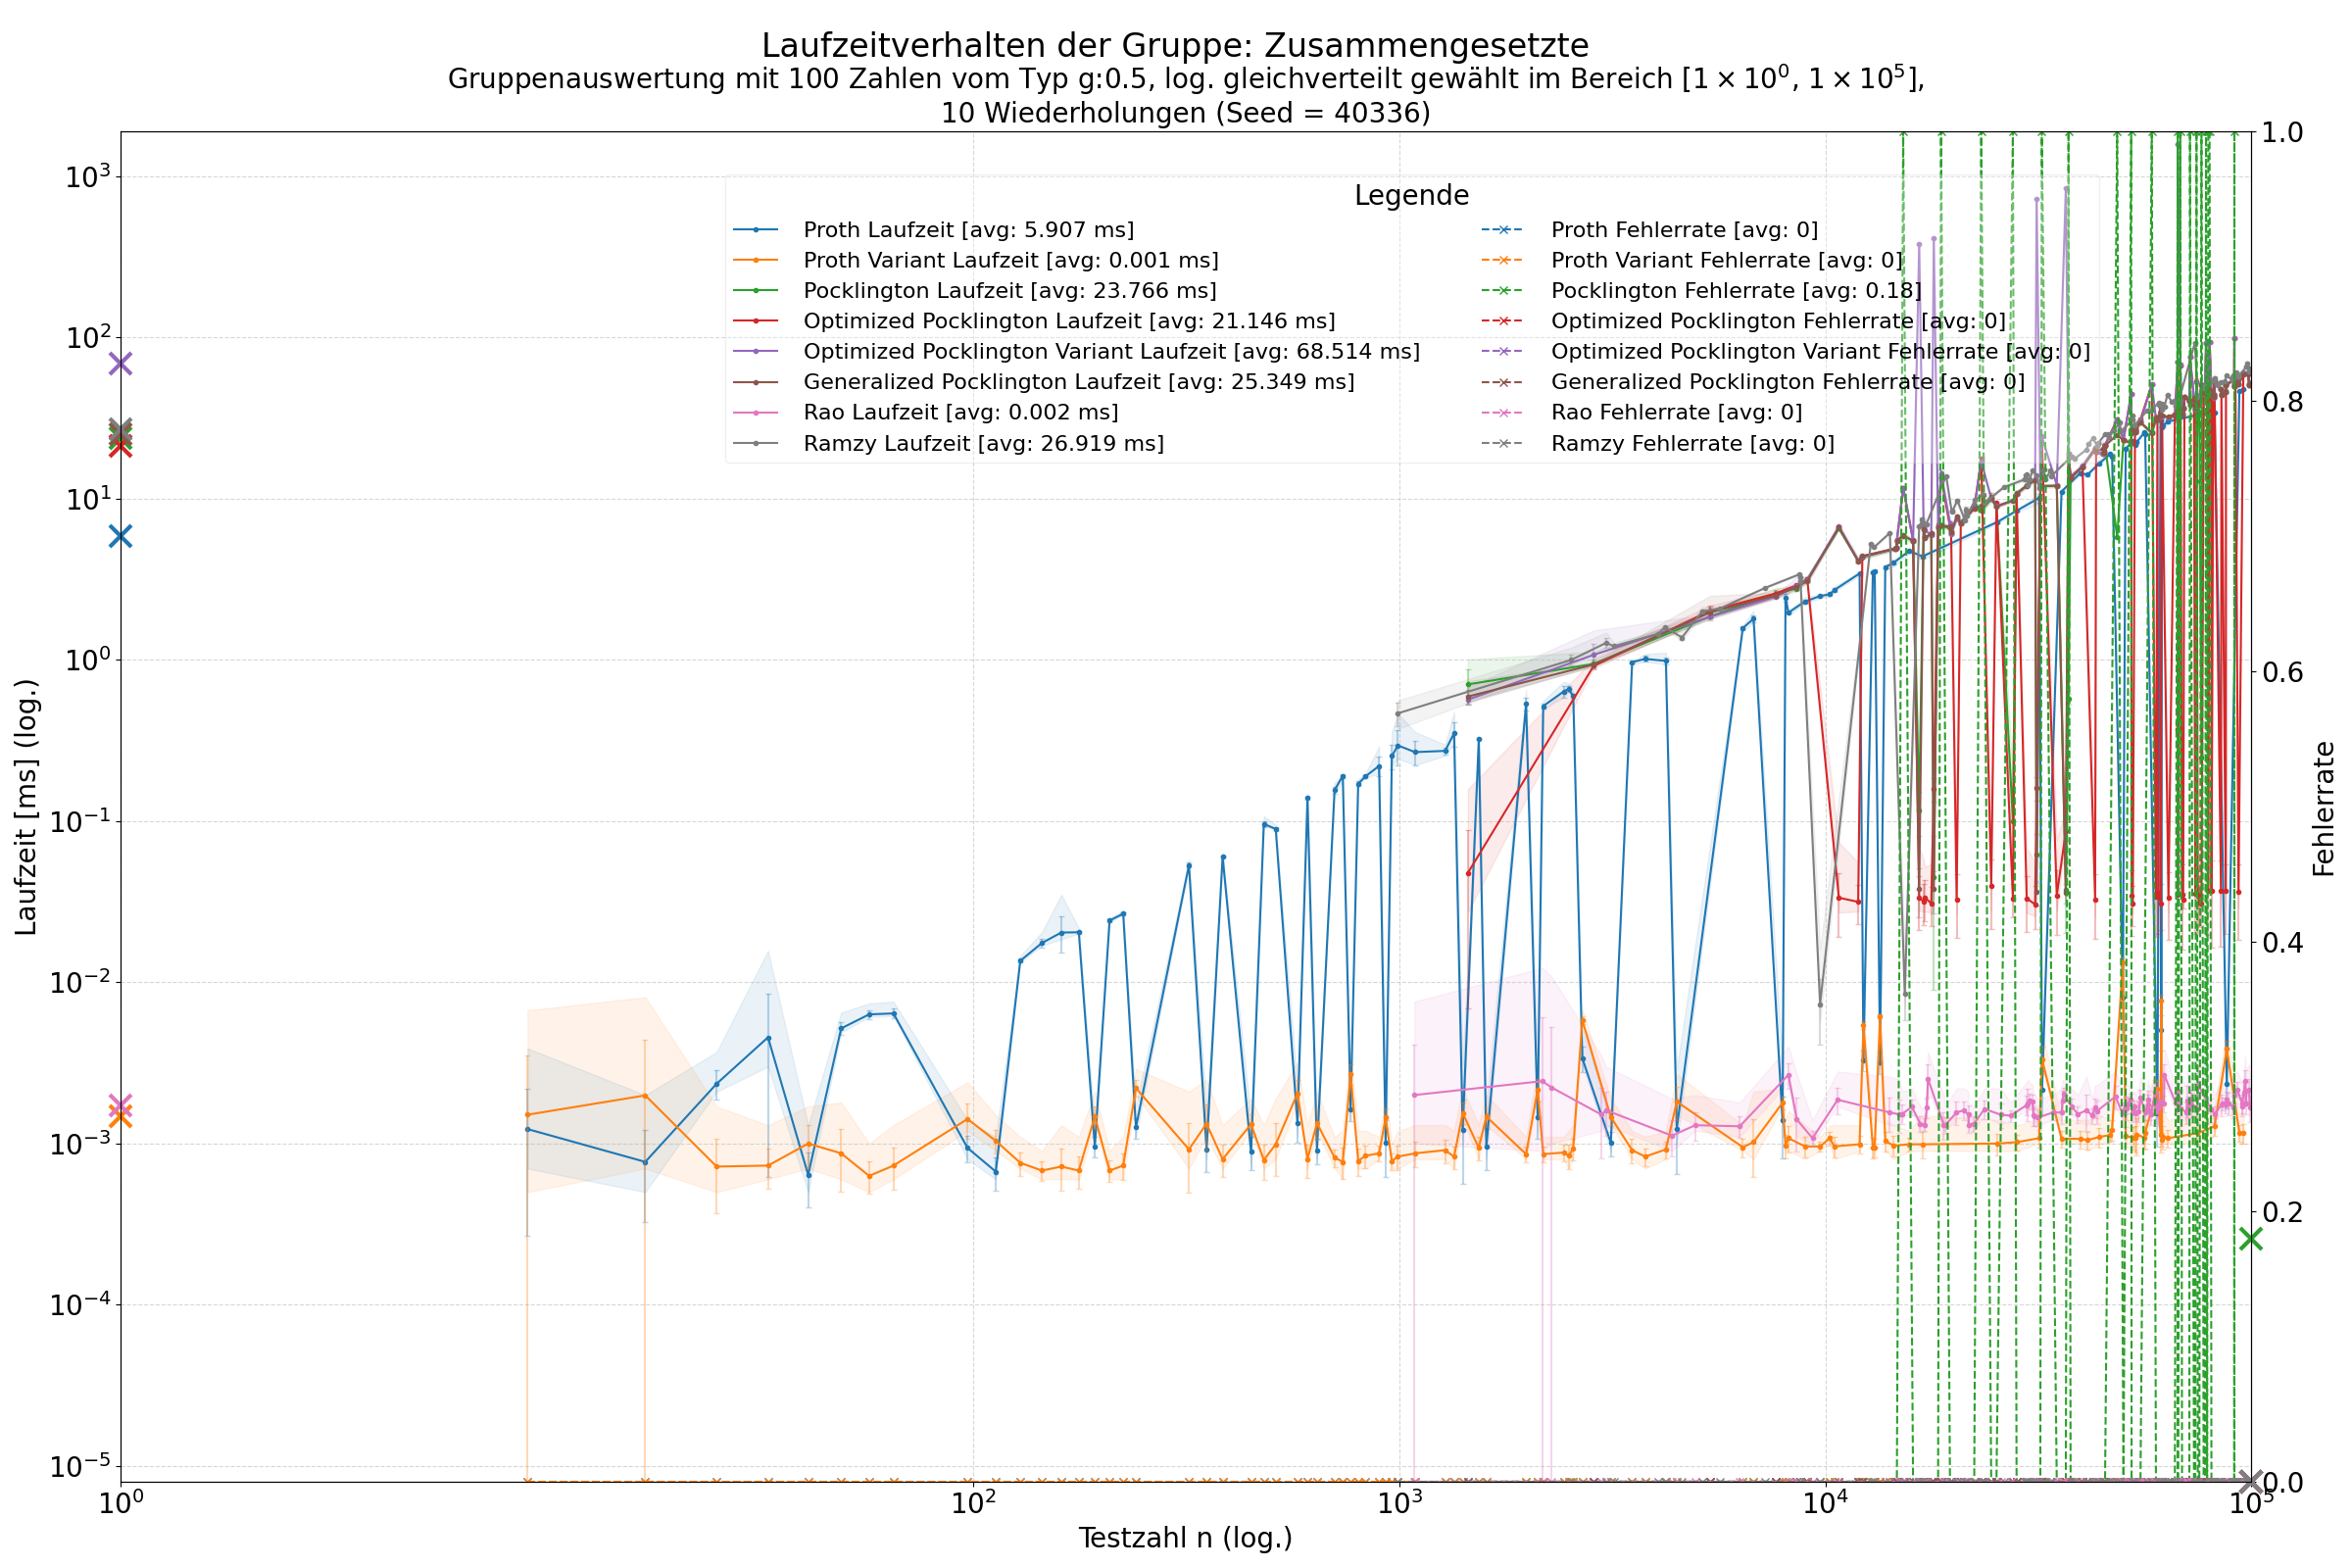 Laufzeitverhalten der Gruppe: Zusammengesetzte
Gruppenauswertung mit 100 Zahlen vom Typ g:0.5, log. gleichverteilt gewählt im Bereich [1 × 10⁰, 1 × 10⁵],
10 Wiederholungen (Seed = 40336)
Legende
Proth Laufzeit [avg: 5.907 ms]
Proth Variant Laufzeit [avg: 0.001 ms]
Pocklington Laufzeit [avg: 23.766 ms]
Optimized Pocklington Laufzeit [avg: 21.146 ms]
Optimized Pocklington Variant Laufzeit [avg: 68.514 ms]
Generalized Pocklington Laufzeit [avg: 25.349 ms]
Rao Laufzeit [avg: 0.002 ms]
Ramzy Laufzeit [avg: 26.919 ms]
Proth Fehlerrate [avg: 0]
Proth Variant Fehlerrate [avg: 0]
Pocklington Fehlerrate [avg: 0.18]
Optimized Pocklington Fehlerrate [avg: 0]
Optimized Pocklington Variant Fehlerrate [avg: 0]
Generalized Pocklington Fehlerrate [avg: 0]
Rao Fehlerrate [avg: 0]
Ramzy Fehlerrate [avg: 0]
Laufzeit [ms] (log.)
10³
10²
10¹
10⁰
10⁻¹
10⁻²
10⁻³
10⁻⁴
10⁻⁵
1.0
0.8
0.6
0.4
0.2
0.0
Fehlerrate
10⁰
10²
10³
10⁴
10⁵
Testzahl n (log.)